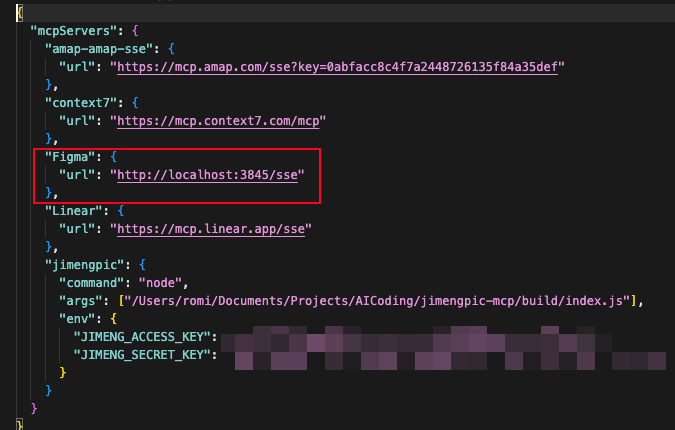 {
"mcpServers": {
"amap-amap-sse": {
"url": "https://mcp.amap.com/sse?key=0abfacc8c4f7a2448726135f84a35def"
},
"context7": {
"url": "https://mcp.context7.com/mcp"
},
"Figma": {
"url": "http://localhost:3845/sse"
},
"Linear": {
"url": "https://mcp.linear.app/sse"
},
"jimengpic": {
"command": "node",
"args": ["/Users/romi/Documents/Projects/AICoding/jimengpic-mcp/build/index.js"],
"env": {
"JIMENG_ACCESS_KEY":
"JIMENG_SECRET_KEY":
}
}
}
}